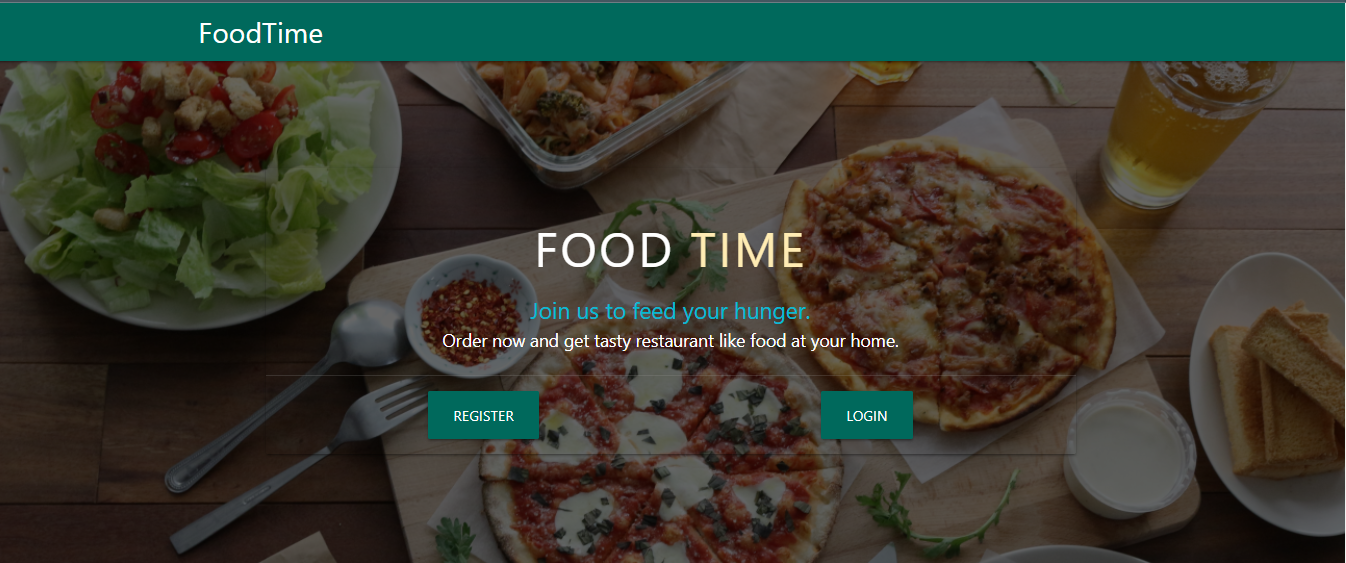 FoodTime
FOOD TIME
Join us to feed your hunger.
Order now and get tasty restaurant like food at your home.
REGISTER
LOGIN